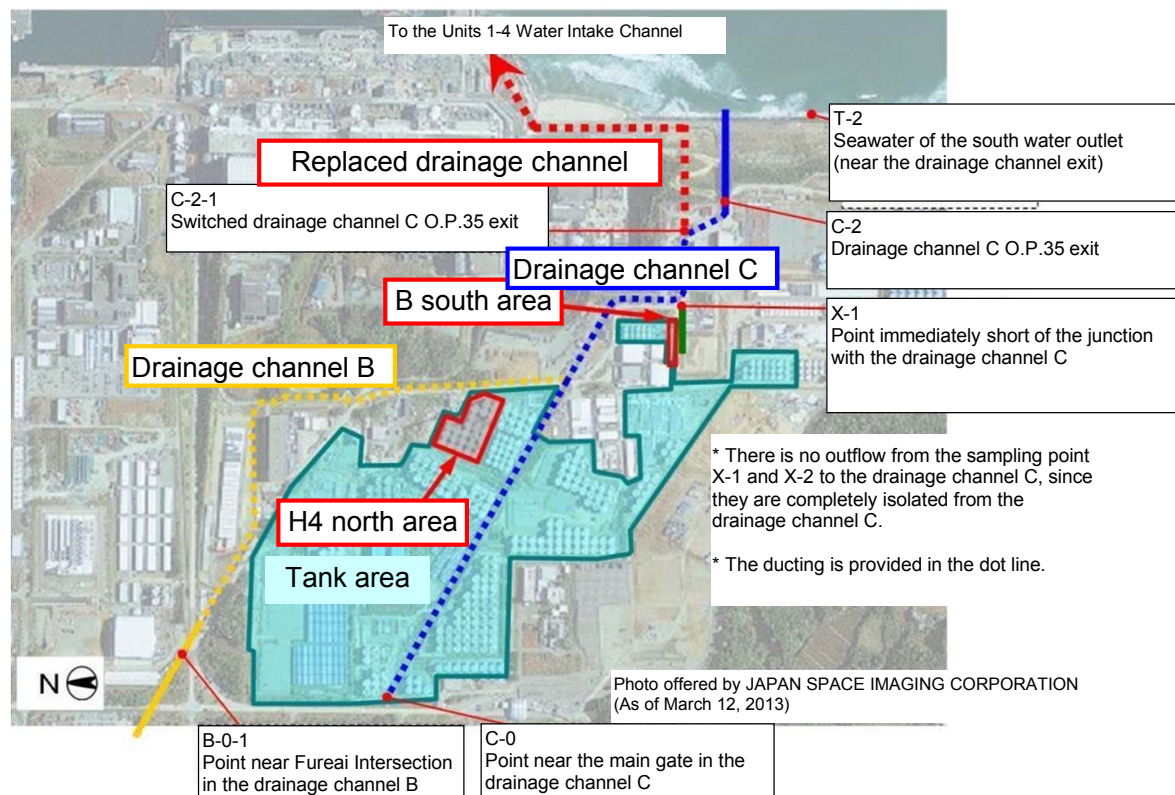 To the Units 1-4 Water Intake Channel
T-2
Seawater of the south water outlet
(near the drainage channel exit)
Replaced drainage channel
C-2-1
Switched drainage channel C O.P.35 exit
C-2
Drainage channel C O.P.35 exit
Drainage channel C
B south area
X-1
Point immediately short of the junction
with the drainage channel C
Drainage channel B
* There is no outflow from the sampling point
X-1 and X-2 to the drainage channel C, since
they are completely isolated from the
drainage channel C.
* The ducting is provided in the dot line.
H4 north area
Tank area
N
Photo offered by JAPAN SPACE IMAGING CORPORATION
(As of March 12, 2013)
B-0-1
Point near Fureai Intersection
in the drainage channel B
C-0
Point near the main gate in the
drainage channel C